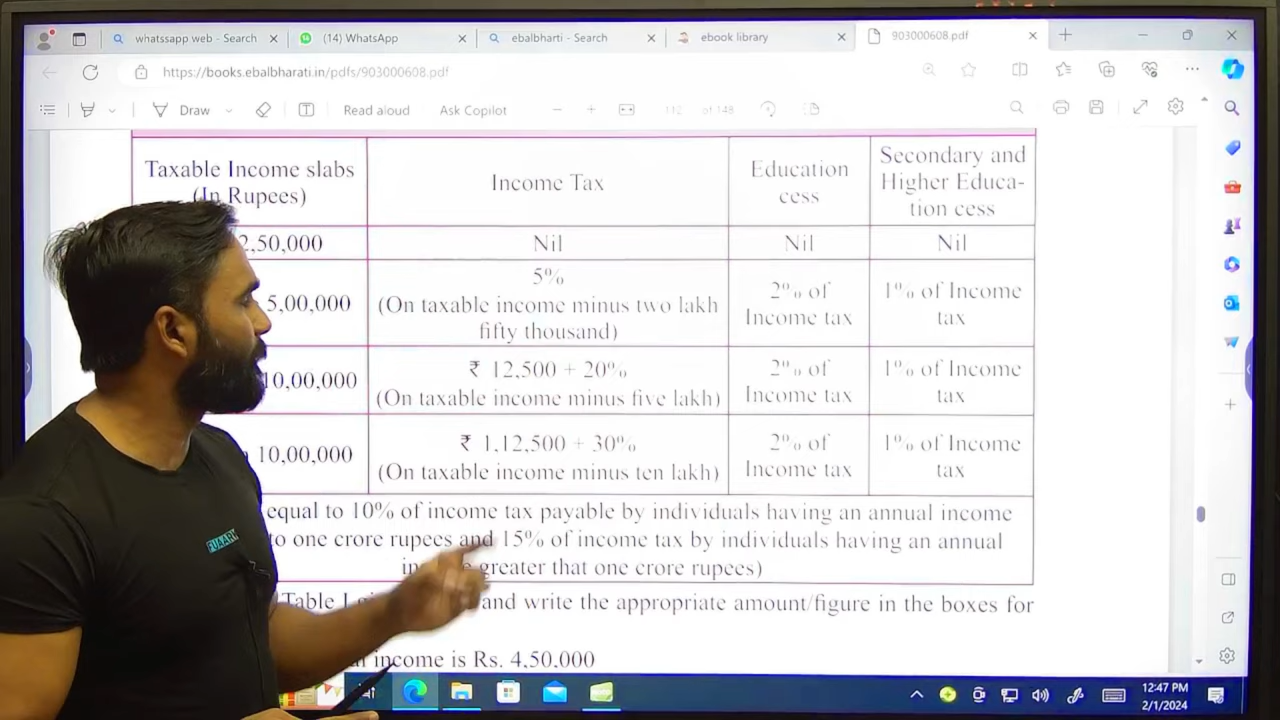 whatssapp web - Search
(14) WhatsApp
ebalbharti - Search
ebook library
903000608.pdf
https://books.ebalbharati.in/pdfs/903000608.pdf
Draw
Read aloud
Ask Copilot
112 of 148
Taxable Income slabs
(In Rupees)
Income Tax
Education
cess
Secondary and
Higher Educa-
tion cess
2,50,000
Nil
Nil
Nil
5,00,000
5%
(On taxable income minus two lakh
fifty thousand)
2% of
Income tax
1% of Income
tax
10,00,000
₹ 12,500 + 20%
(On taxable income minus five lakh)
2% of
Income tax
1% of Income
tax
10,00,000
₹ 1,12,500 + 30%
(On taxable income minus ten lakh)
2% of
Income tax
1% of Income
tax
equal to 10% of income tax payable by individuals having an annual income
to one crore rupees and 15% of income tax by individuals having an annual
greater that one crore rupees)
Table I and write the appropriate amount/figure in the boxes for
income is Rs. 4,50,000
12:47 PM
2/1/2024